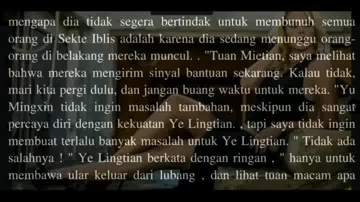 mengapa dia tidak segera bertindak untuk membunuh semua
orang di Sekte Iblis adalah karena dia sedang menunggu orang-
orang di belakang mereka muncul. . "Tuan Mietian, saya melihat
bahwa mereka mengirim sinyal bantuan sekarang. Kalau tidak,
mari kita pergi dulu, dan jangan buang waktu untuk mereka. "Yu
Mingxin tidak ingin masalah tambahan, meskipun dia sangat
percaya diri dengan kekuatan Ye Lingtian. , tapi saya tidak ingin
membuat terlalu banyak masalah untuk Ye Lingtian. " Tidak ada
salahnya ! " Ye Lingtian berkata dengan ringan , " hanya untuk
membawa ular keluar dari lubang , dan lihat tuan macam apa